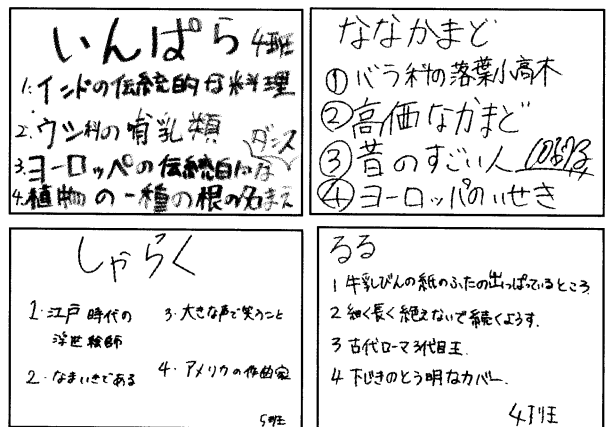 いんぱら 4班
1. インドの伝統的な料理
2. ウシ科の哺乳類
3. ヨーロッペの伝統的な ダンス
4. 植物の一種の根の名まえ
ななかまど
① バラ科の落葉小高木
② 高価なかまど
③ 昔のすごい人
④ ヨーロッパのいせき
しゃらく
1. 江戸時代の
浮世絵師
2. なまいきである
3. 大きな声で笑うこと
4. アメリカの作曲家
5班
るる
1 牛乳びんの紙のふたの出っぱっているところ
2 細く長く絶えないで続くようす.
3 古代ローマ3代目王.
4 下じきのとう明なカバー.
4班